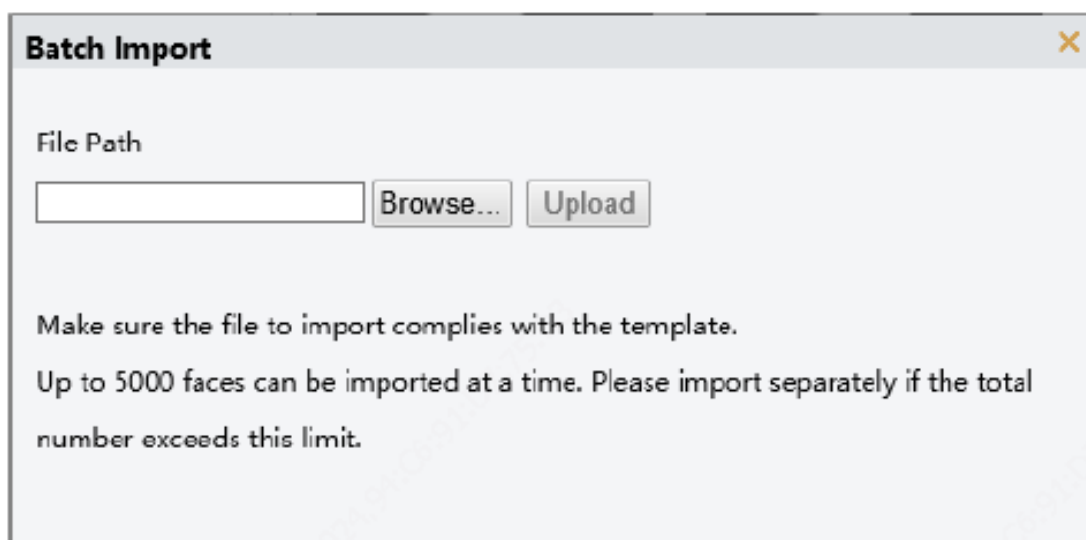 Batch Import
File Path
Browse... Upload
Make sure the file to import complies with the template.
Up to 5000 faces can be imported at a time. Please import separately if the total
number exceeds this limit.